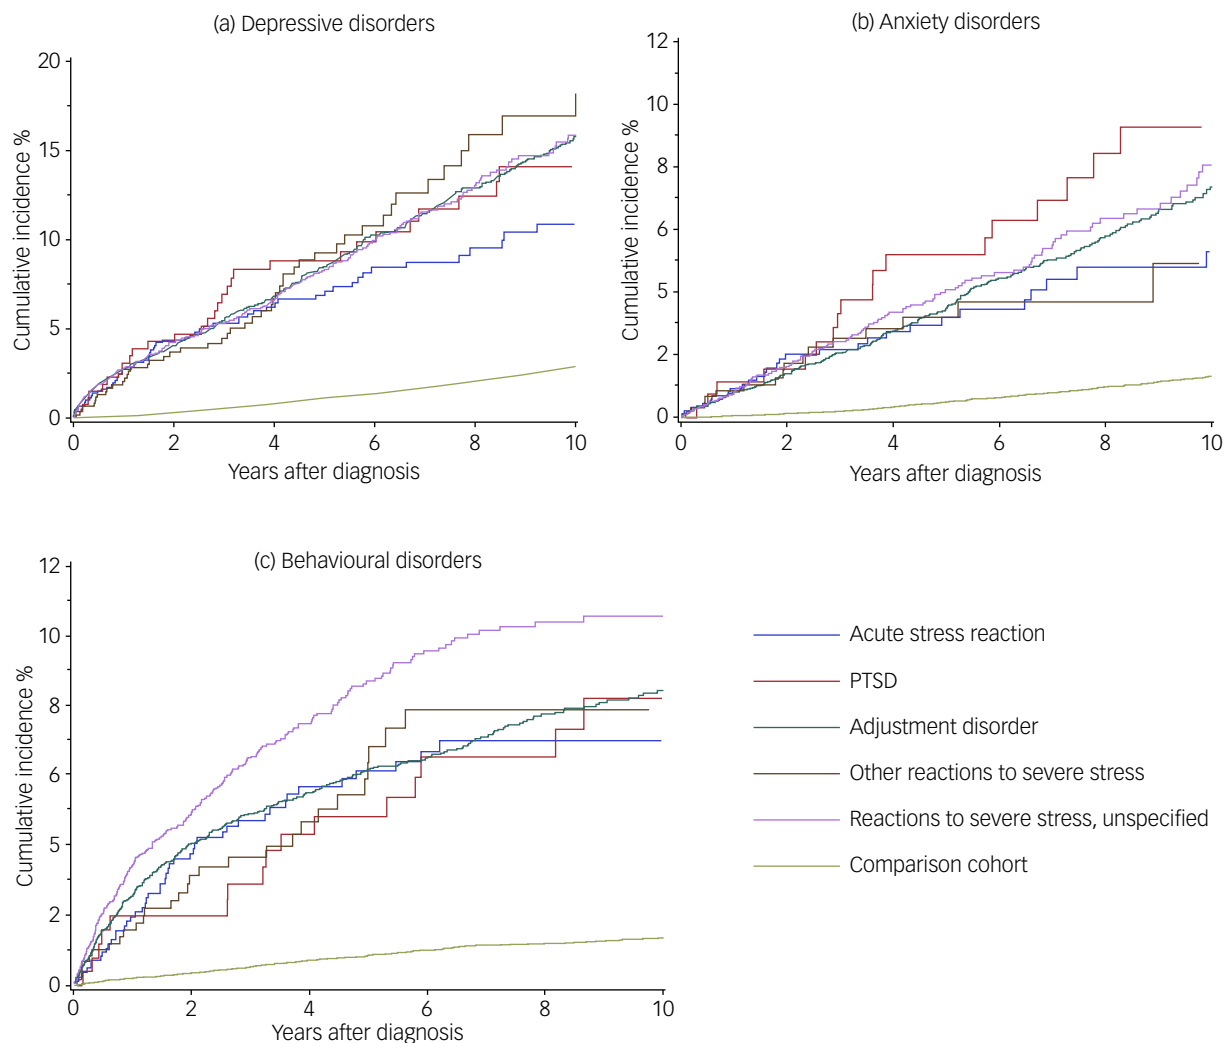 (a) Depressive disorders
20
15
10
5
0
Cumulative incidence %
0 2 4 6 8 10
Years after diagnosis
(b) Anxiety disorders
12
10
8
6
5
2
0
Cumulative incidence %
0 2 4 6 8 10
Years after diagnosis
(c) Behavioural disorders
12
10
8
6
5
2
0
Cumulative incidence %
0 2 4 6 8 10
Years after diagnosis
Acute stress reaction
PTSD
Adjustment disorder
Other reactions to severe stress
Reactions to severe stress, unspecified
Comparison cohort